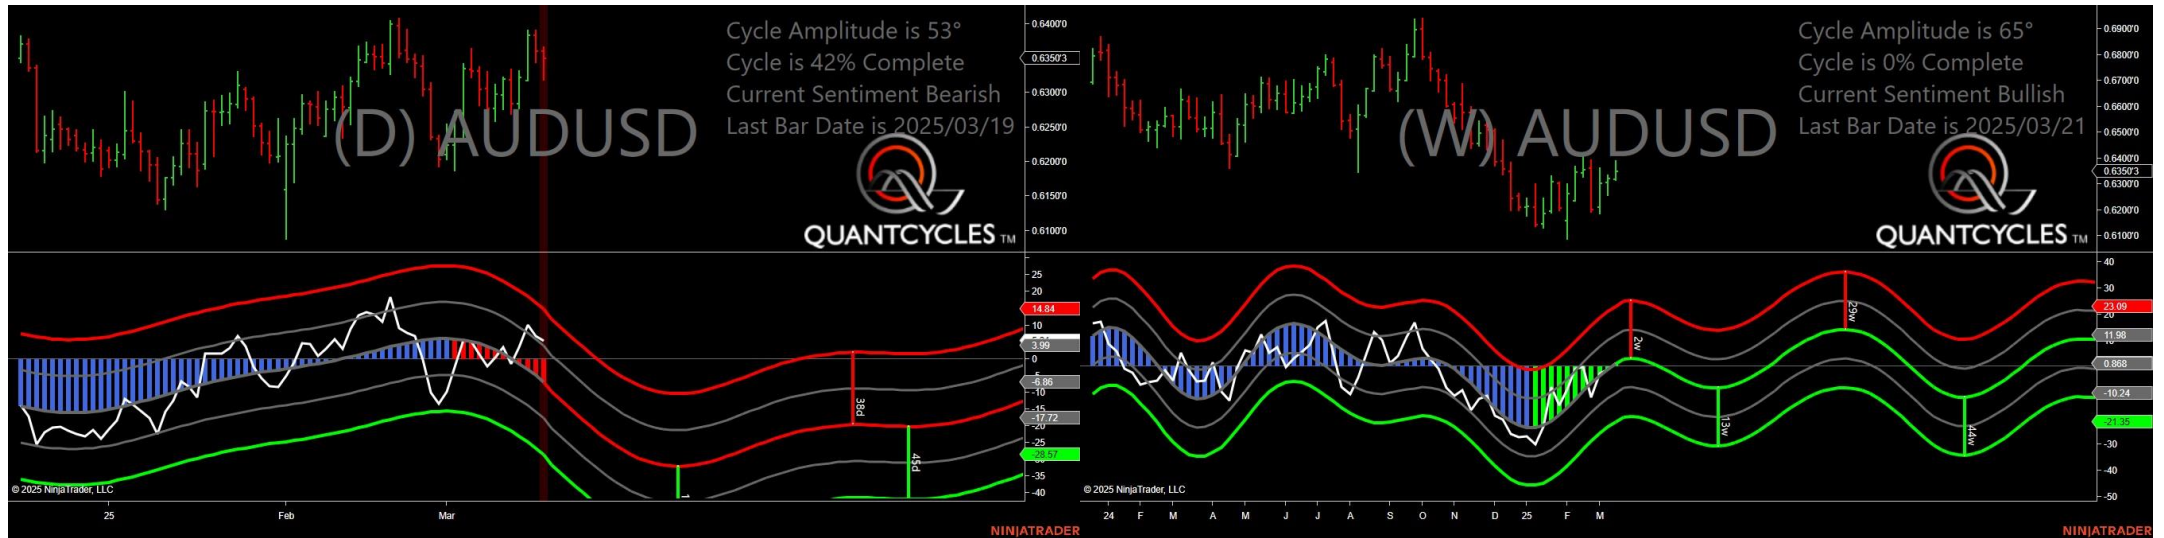 Cycle Amplitude is 53°
Cycle is 42% Complete
Current Sentiment Bearish
Last Bar Date is 2025/03/19
(D) AUDUSD
QUANTCYCLES TM
0.6400'0
0.6350'3
0.6300'0
0.6250'0
0.6200'0
0.6150'0
0.6100'0
25
20
14.84
10
3.99
0
-6.86
-10
-15
-17.72
-20
-25
-28.57
-35
-40
38d
45d
1
© 2025 NinjaTrader, LLC
25
Feb
Mar
NINJATRADER
Cycle Amplitude is 65°
Cycle is 0% Complete
Current Sentiment Bullish
Last Bar Date is 2025/03/21
(W) AUDUSD
QUANTCYCLES TM
0.6900'0
0.6800'0
0.6700'0
0.6600'0
0.6500'0
0.6400'0
0.6350'3
0.6300'0
0.6200'0
0.6100'0
40
30
23.09
20
11.98
0.868
-10.24
-21.35
-30
-40
-50
2w
13w
29w
44w
© 2025 NinjaTrader, LLC
24 F M A M J J A S O N D 25 F M
NINJATRADER